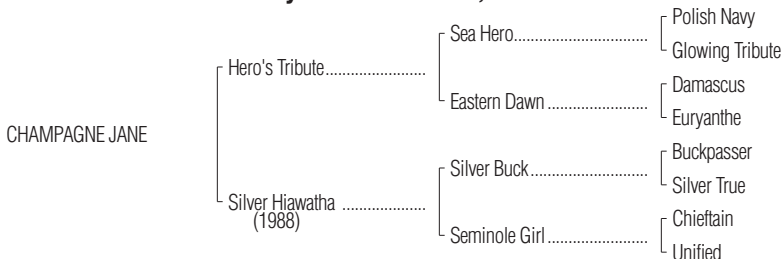 Polish Navy
Sea Hero
Glowing Tribute
Hero's Tribute
Damascus
Eastern Dawn
Euryanthe
CHAMPAGNE JANE
Buckpasser
Silver Buck
Silver True
Silver Hiawatha
(1988)
Chieftain
Seminole Girl
Unified